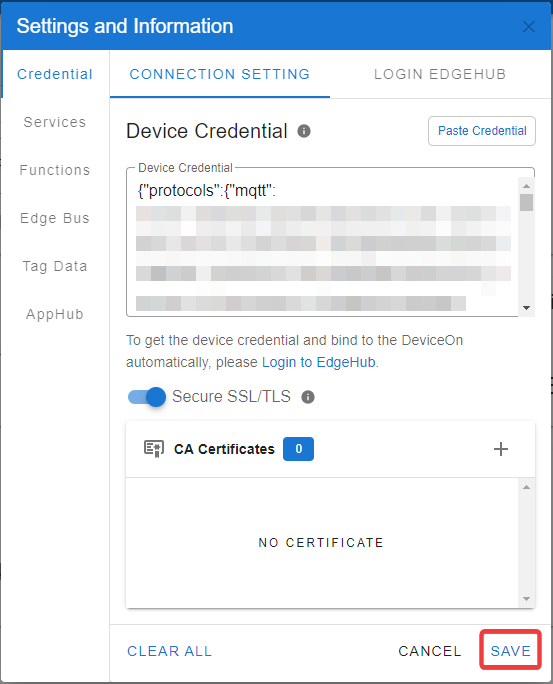 Settings and Information
Credential
Services
Functions
Edge Bus
Tag Data
AppHub
CONNECTION SETTING
LOGIN EDGEHUB
Device Credential
Paste Credential
Device Credential
{"protocols":{"mqtt":
To get the device credential and bind to the DeviceOn
automatically, please Login to EdgeHub.
Secure SSL/TLS
CA Certificates 0
NO CERTIFICATE
CLEAR ALL
CANCEL
SAVE